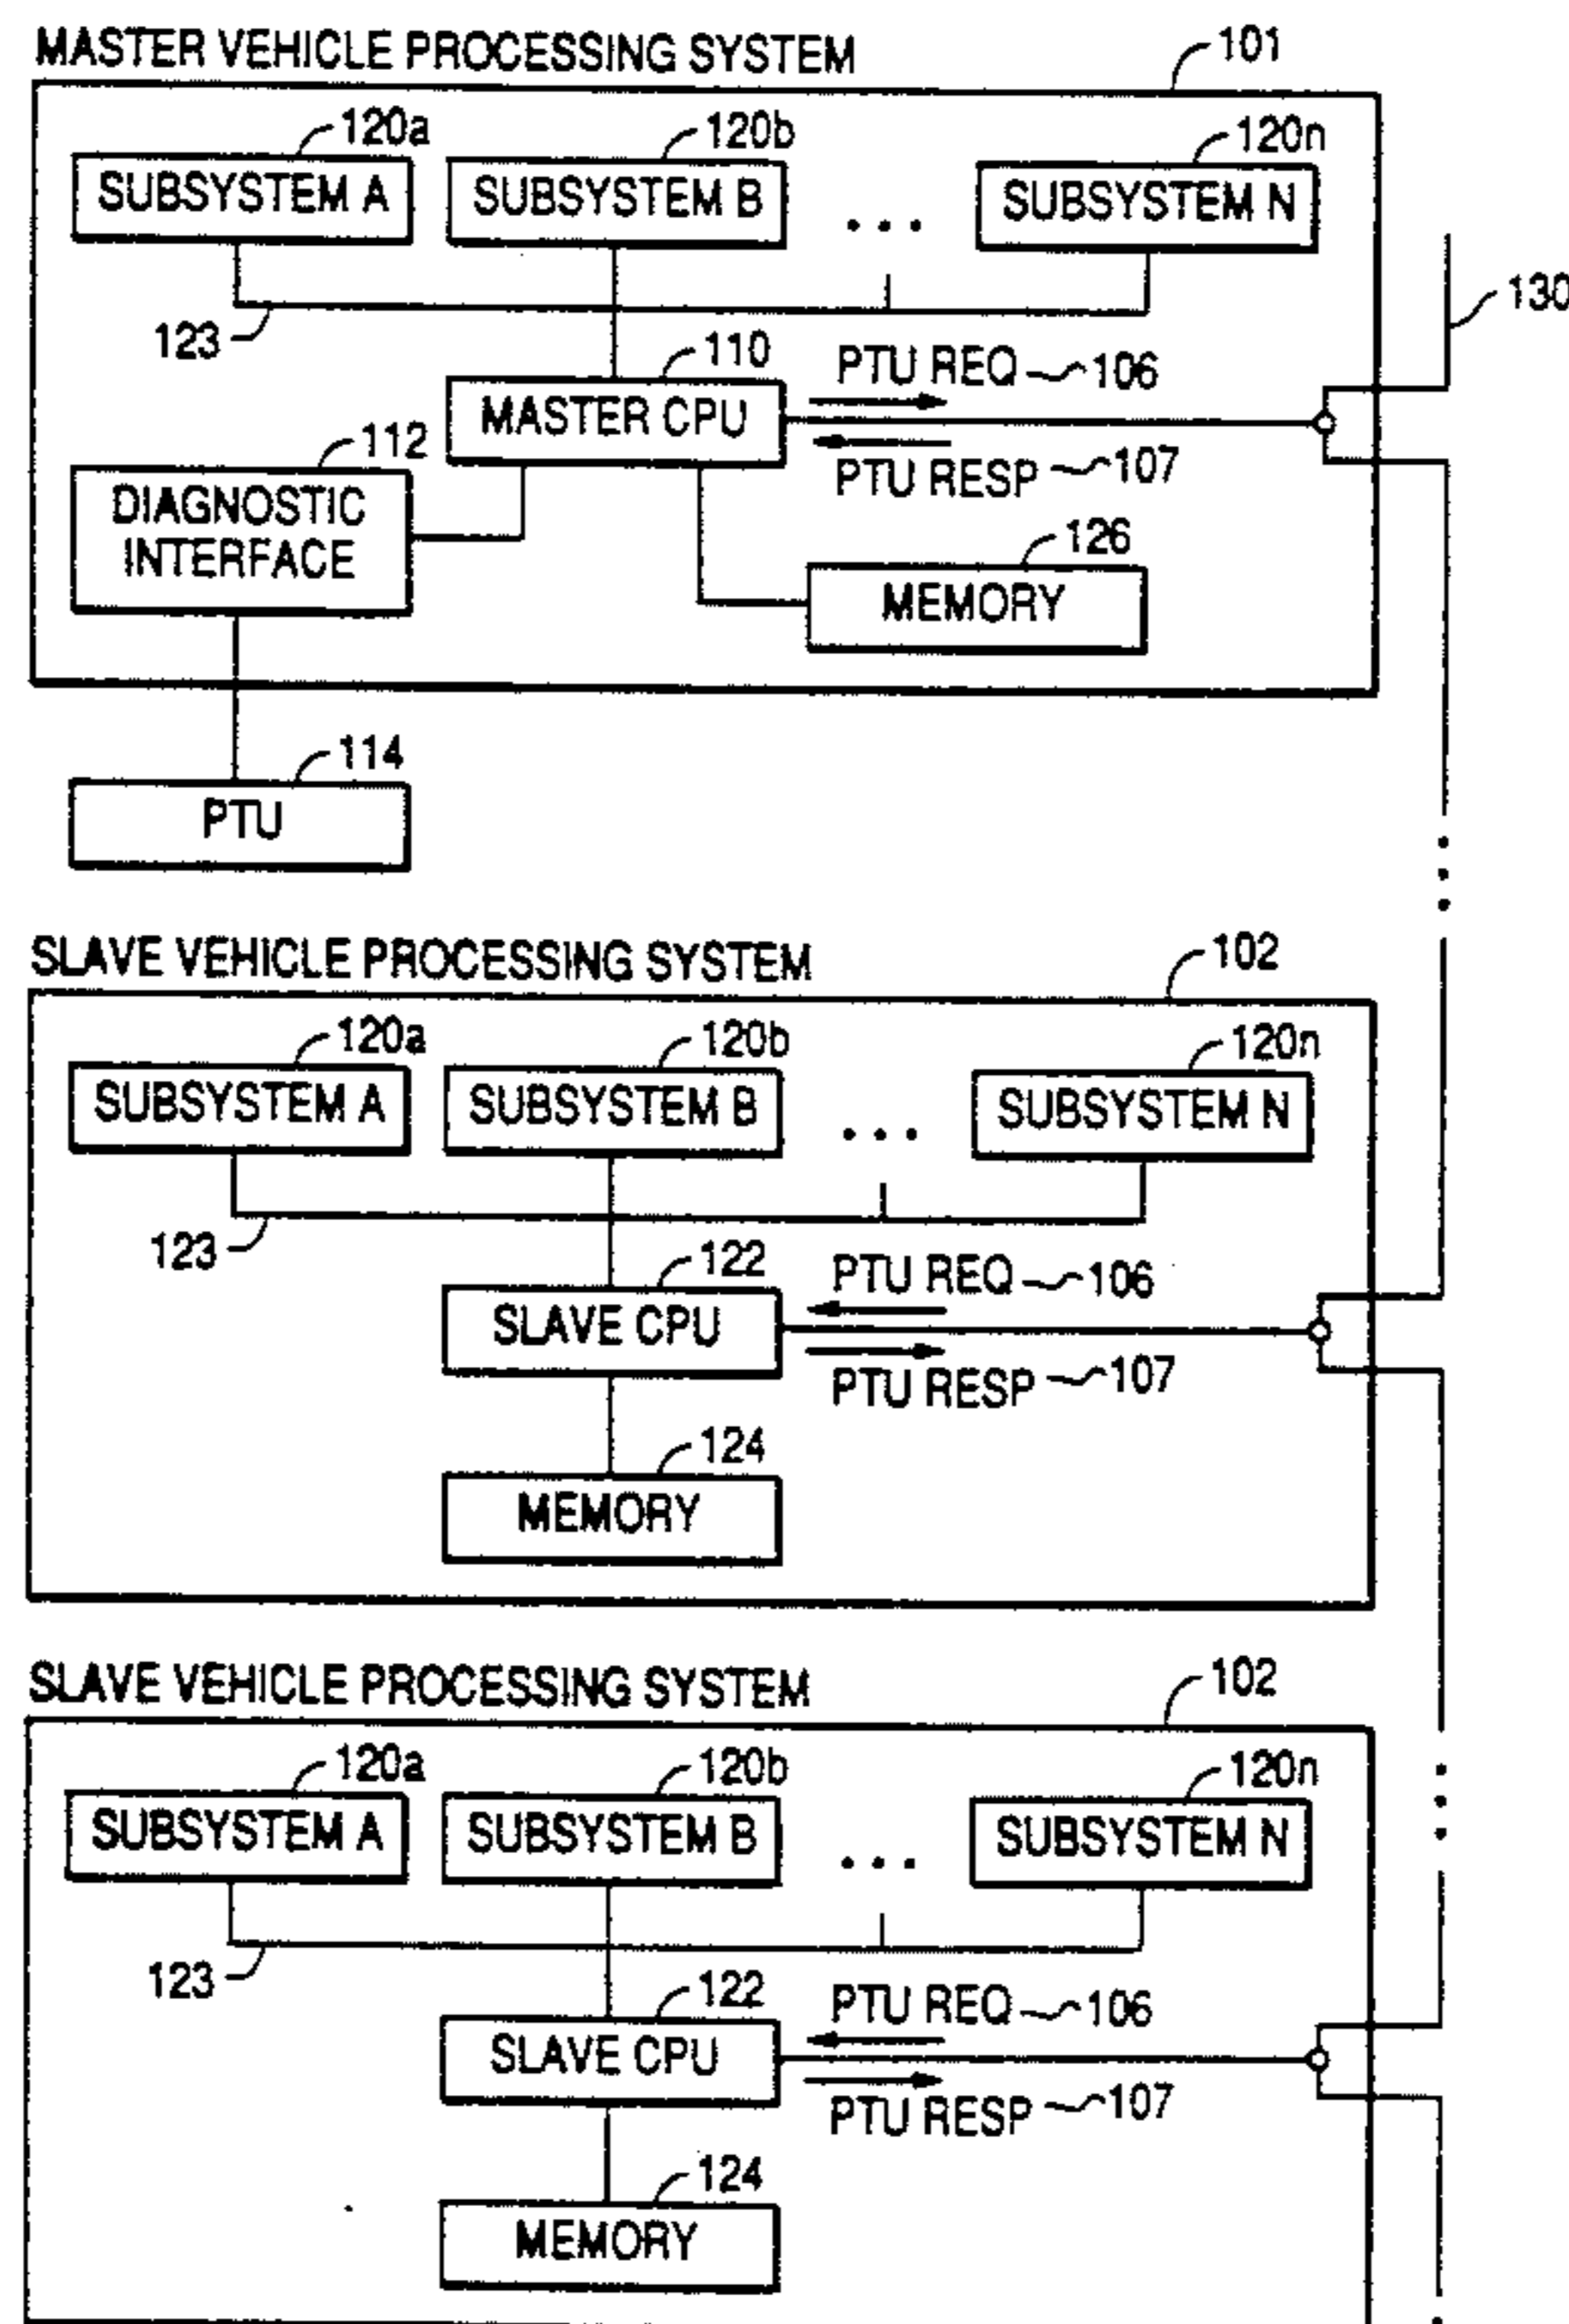 MASTER VEHICLE PROCESSING SYSTEM
101
120a
120b
120n
SUBSYSTEM A
SUBSYSTEM B
SUBSYSTEM N
123
130
110
PTU REQ 106
MASTER CPU
PTU RESP 107
112
DIAGNOSTIC
INTERFACE
126
MEMORY
114
PTU
SLAVE VEHICLE PROCESSING SYSTEM
102
120a
120b
120n
SUBSYSTEM A
SUBSYSTEM B
SUBSYSTEM N
123
122
PTU REQ 106
SLAVE CPU
PTU RESP 107
124
MEMORY
SLAVE VEHICLE PROCESSING SYSTEM
102
120a
120b
120n
SUBSYSTEM A
SUBSYSTEM B
SUBSYSTEM N
123
122
PTU REQ 106
SLAVE CPU
PTU RESP 107
124
MEMORY